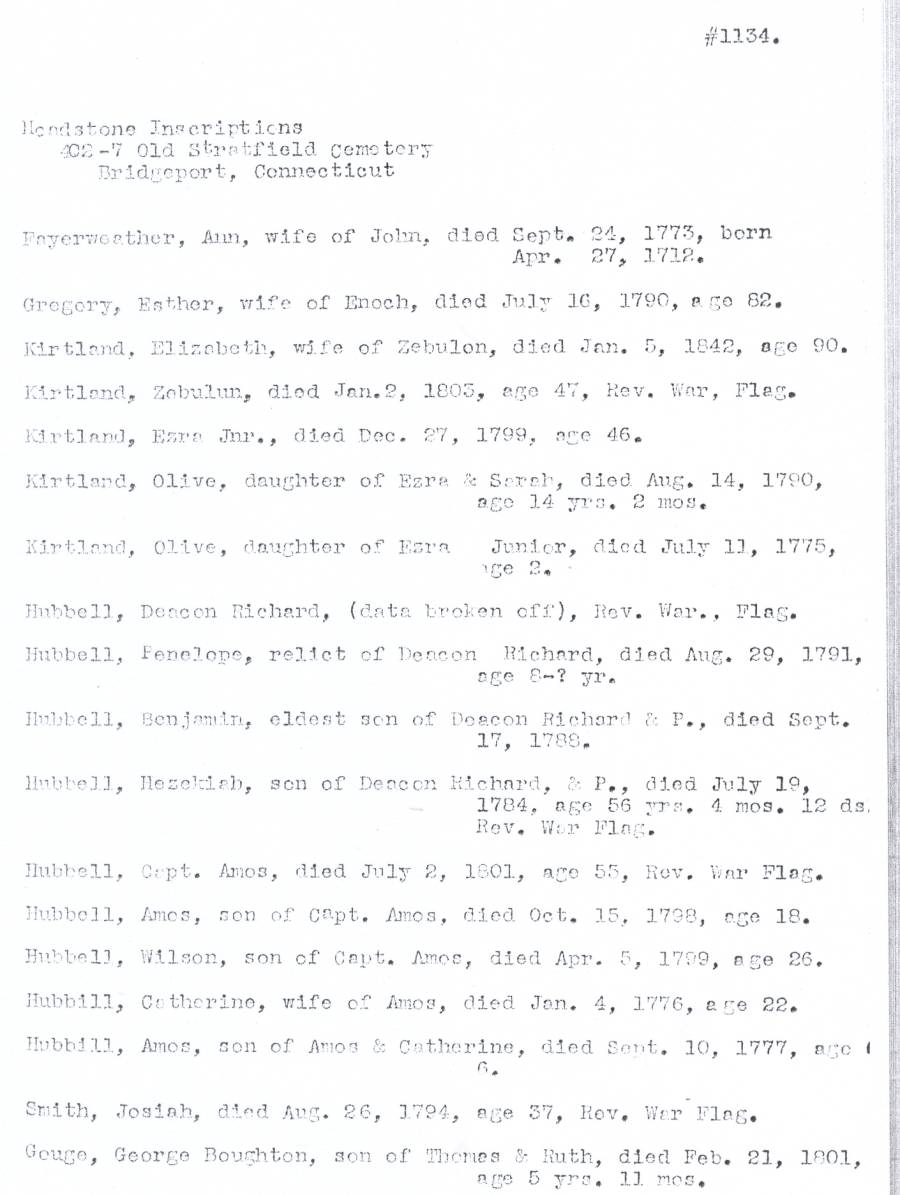 #1134.
Headstone Inscriptions
402-7 Old Stratfield Cemetery
Bridgeport, Connecticut
Fayerweather, Ann, wife of John, died Sept. 24, 1773, born
Apr. 27, 1712.
Gregory, Esther, wife of Enoch, died July 16, 1790, age 82.
Kirtland, Elizabeth, wife of Zebulon, died Jan. 5, 1842, age 90.
Kirtland, Zebulun, died Jan.2, 1803, age 47, Rev. War, Flag.
Kirtland, Ezra Jnr., died Dec. 27, 1799, age 46.
Kirtland, Olive, daughter of Ezra & Sarah, died Aug. 14, 1790,
age 14 yrs. 2 mos.
Kirtland, Olive, daughter of Ezra Junior, died July 11, 1775,
age 2.
Hubbell, Deacon Richard, (data broken off), Rev. War., Flag.
Hubbell, Penelope, relict of Deacon Richard, died Aug. 29, 1791,
age 8-? yr.
Hubbell, Benjamin, eldest son of Deacon Richard & P., died Sept.
17, 1788.
Hubbell, Hezekiah, son of Deacon Richard, & P., died July 19,
1784, age 56 yrs. 4 mos. 12 ds.
Rev. War Flag.
Hubbell, Capt. Amos, died July 2, 1801, age 55, Rev. War Flag.
Hubbell, Amos, son of Capt. Amos, died Oct. 15, 1798, age 18.
Hubbell, Wilson, son of Capt. Amos, died Apr. 5, 1799, age 26.
Hubbill, Catherine, wife of Amos, died Jan. 4, 1776, age 22.
Hubbill, Amos, son of Amos & Catherine, died Sept. 10, 1777, age
6.
Smith, Josiah, died Aug. 26, 1794, age 37, Rev. War Flag.
Gouge, George Boughton, son of Thomas & Ruth, died Feb. 21, 1801,
age 5 yrs. 11 mos.